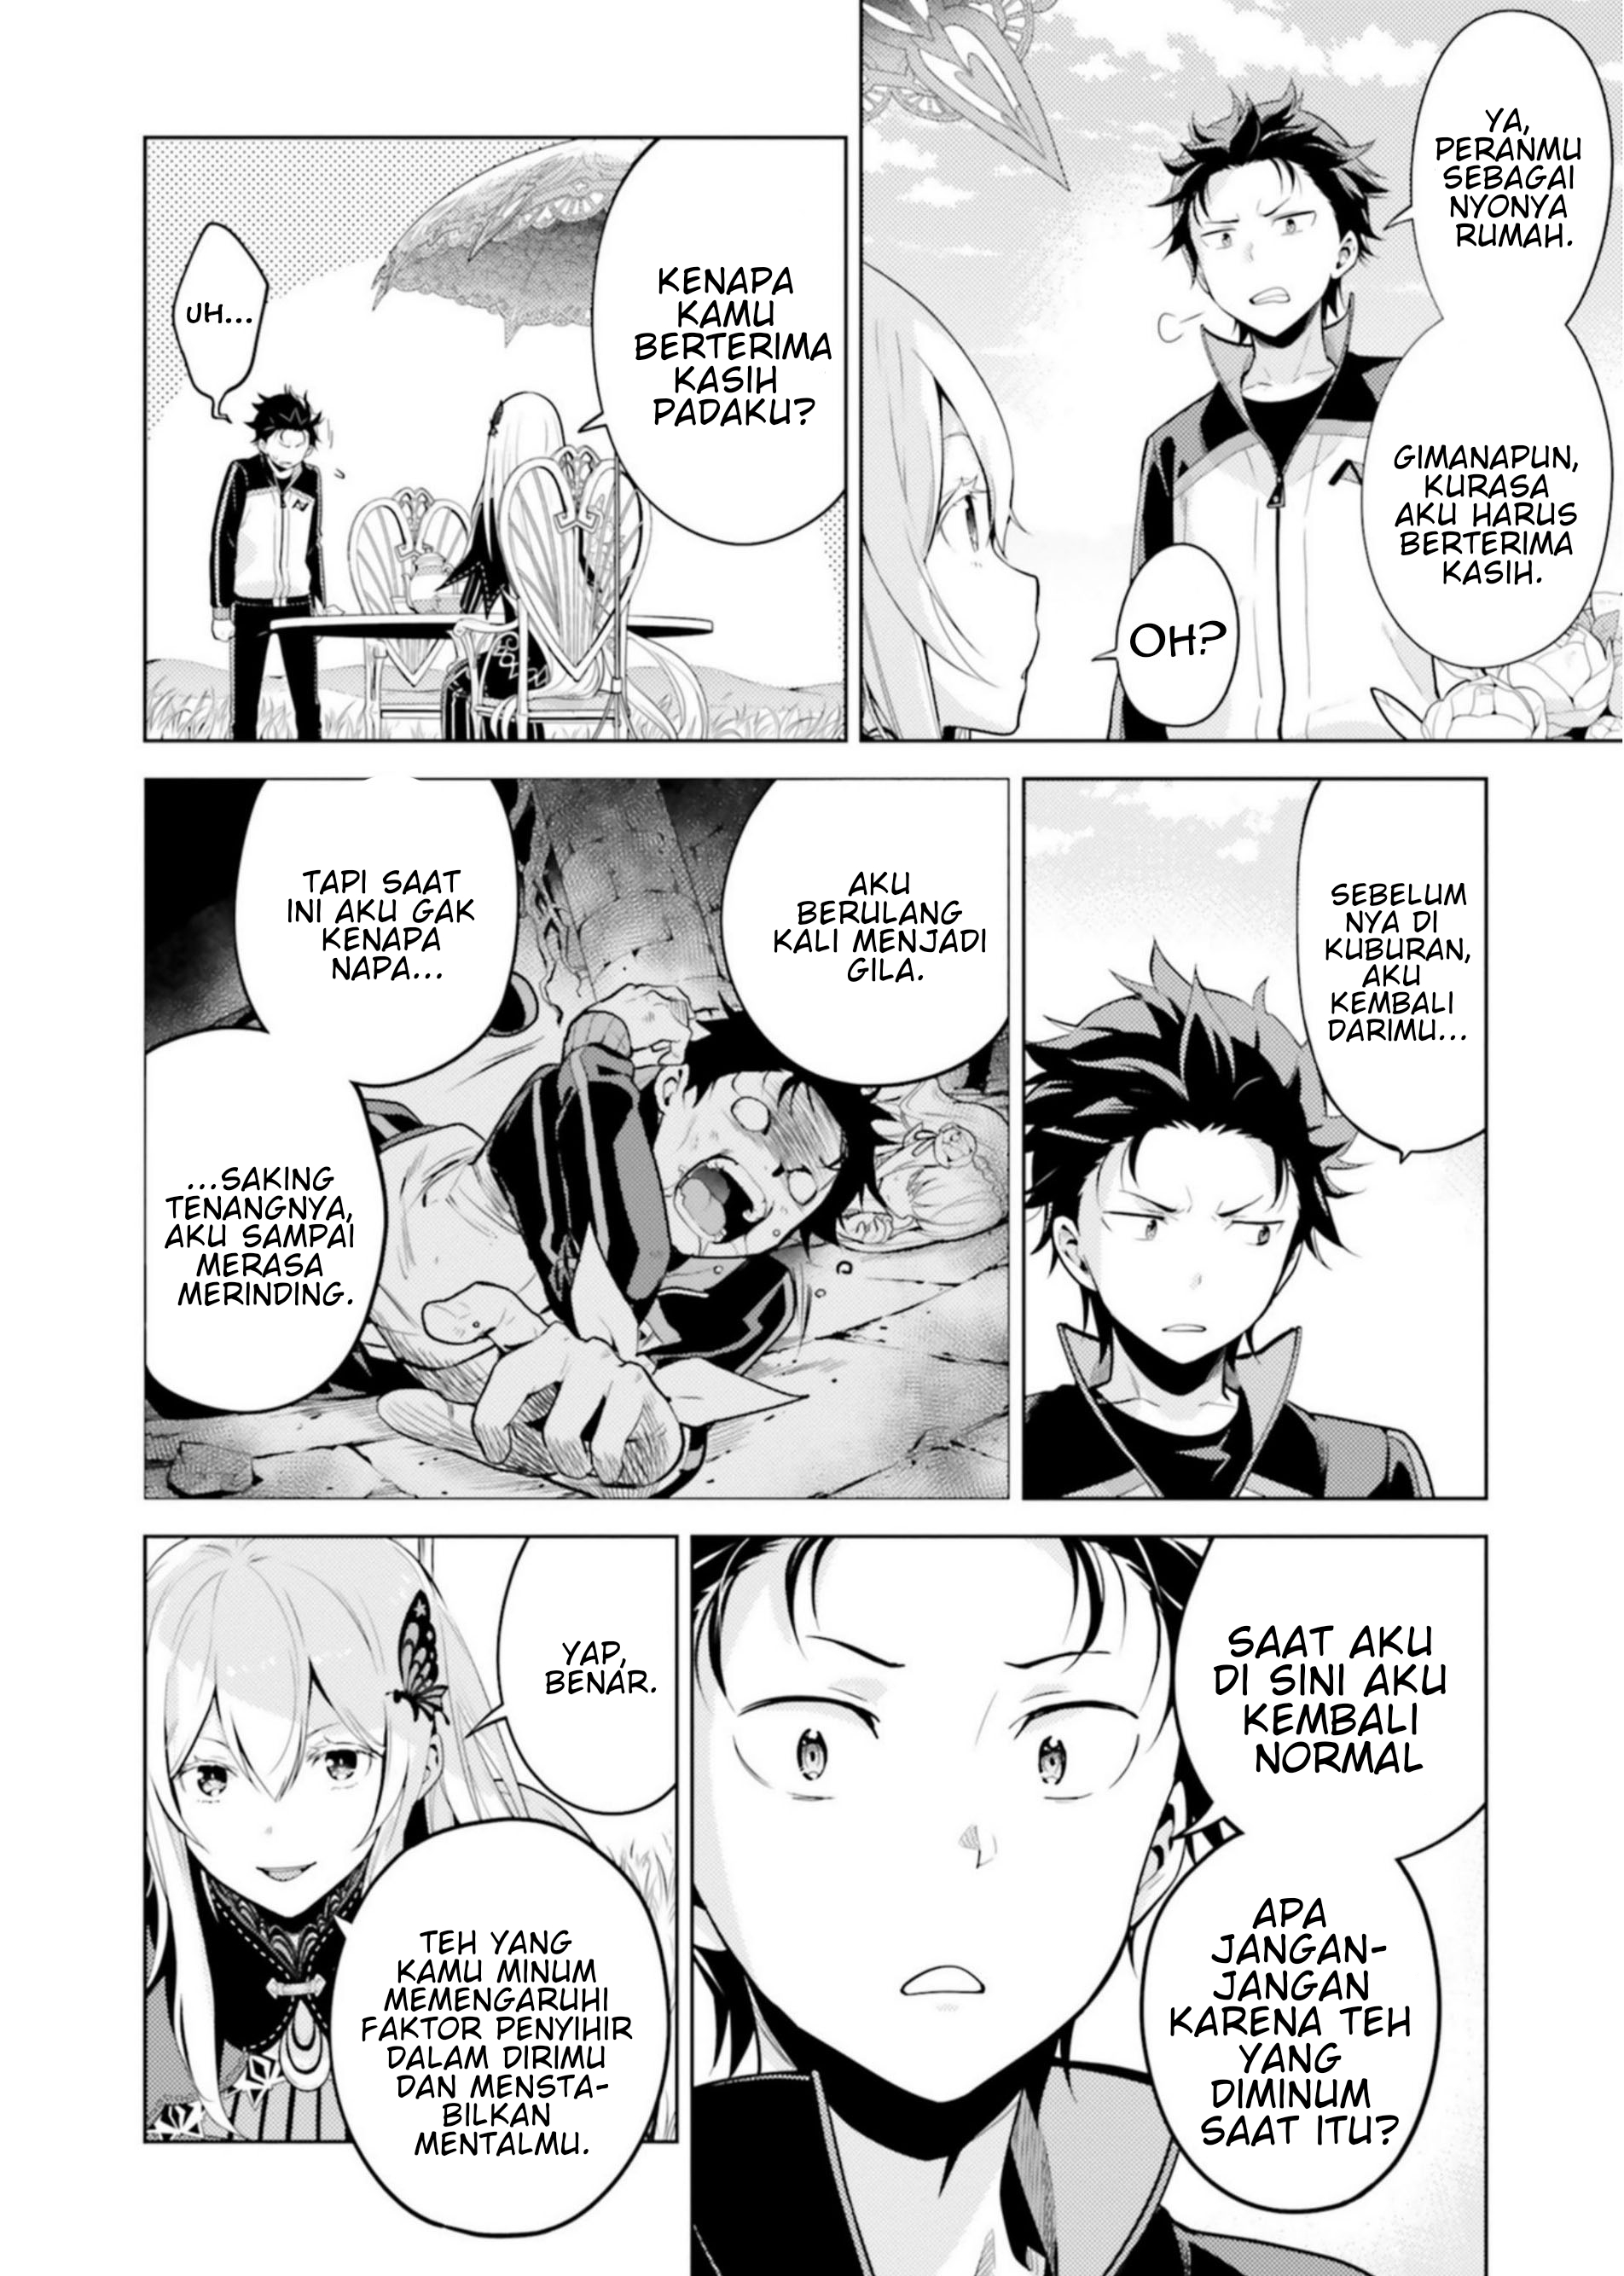 YA,
PERANMU
SEBAGAI
NYONYA
RUMAH.
GIMANAPUN,
KURASA
AKU HARUS
BERTERIMA
KASIH.
OH?
KENAPA
KAMU
BERTERIMA
KASIH
PADAKU?
UH...
SEBELUM
NYA DI
KUBURAN,
AKU
KEMBALI
DARIMU...
AKU
BERULANG
KALI MENJADI
GILA.
TAPI SAAT
INI AKU GAK
KENAPA
NAPA...
...SAKING
TENANGNYA,
AKU SAMPAI
MERASA
MERINDING.
SAAT AKU
DI SINI AKU
KEMBALI
NORMAL
APA
JANGAN-
JANGAN
KARENA TEH
YANG
DIMINUM
SAAT ITU?
YAP,
BENAR.
TEH YANG
KAMU MINUM
MEMENGARUHI
FAKTOR PENYIHIR
DALAM DIRIMU
DAN MENSTA-
BILKAN
MENTALMU.